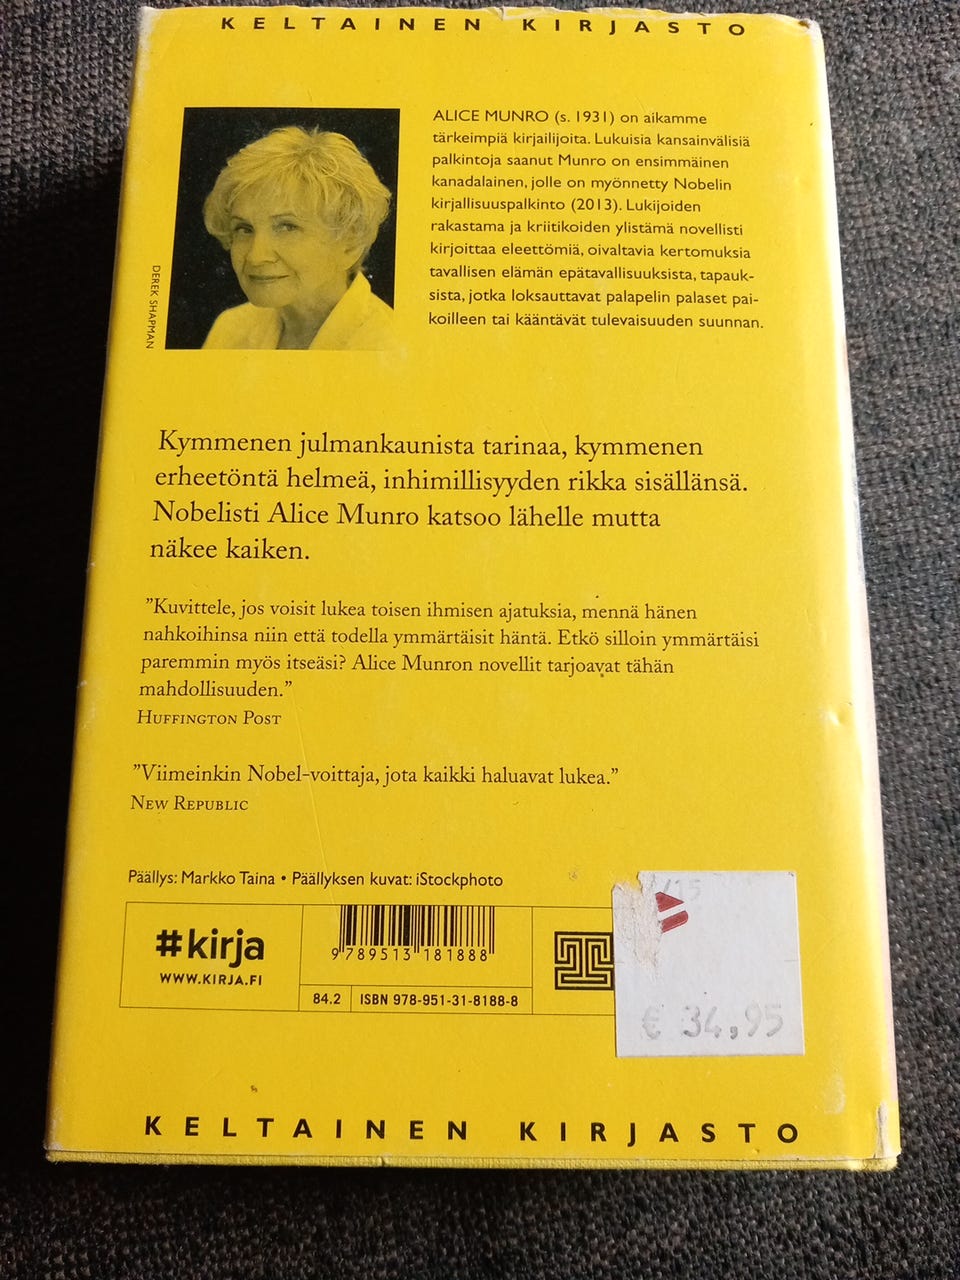 KELTAINEN KIRJASTO
ALICE MUNRO (s. 1931) on aikamme
tärkeimpiä kirjailijoita. Lukuisia kansainvälisiä
palkintoja saanut Munro on ensimmäinen
kanadalainen, jolle on myönnetty Nobelin
kirjallisuuspalkinto (2013). Lukijoiden
rakastama ja kriitikoiden ylistämä novellisti
kirjoittaa eleettömiä, oivaltavia kertomuksia
tavallisen elämän epätavallisuuksista, tapauk-
sista, jotka loksauttavat palapelin palaset pai-
koilleen tai kääntävät tulevaisuuden suunnan.
DEREK SHAPMAN
Kymmenen julmankaunista tarinaa, kymmenen
erheetöntä helmeä, inhimillisyyden rikka sisällänsä.
Nobelisti Alice Munro katsoo lähelle mutta
näkee kaiken.
”Kuvittele, jos voisit lukea toisen ihmisen ajatuksia, mennä hänen
nahkoihinsa niin että todella ymmärtäisit häntä. Etkö silloin ymmärtäisi
paremmin myös itseäsi? Alice Munron novellit tarjoavat tähän
mahdollisuuden.”
HUFFINGTON POST
”Viimeinkin Nobel-voittaja, jota kaikki haluavat lukea.”
NEW REPUBLIC
Päällys: Markko Taina • Päällyksen kuvat: iStockphoto
#kirja
WWW.KIRJA.FI
9 789513 181888
84.2 ISBN 978-951-31-8188-8
/15
€ 34,95
KELTAINEN KIRJASTO